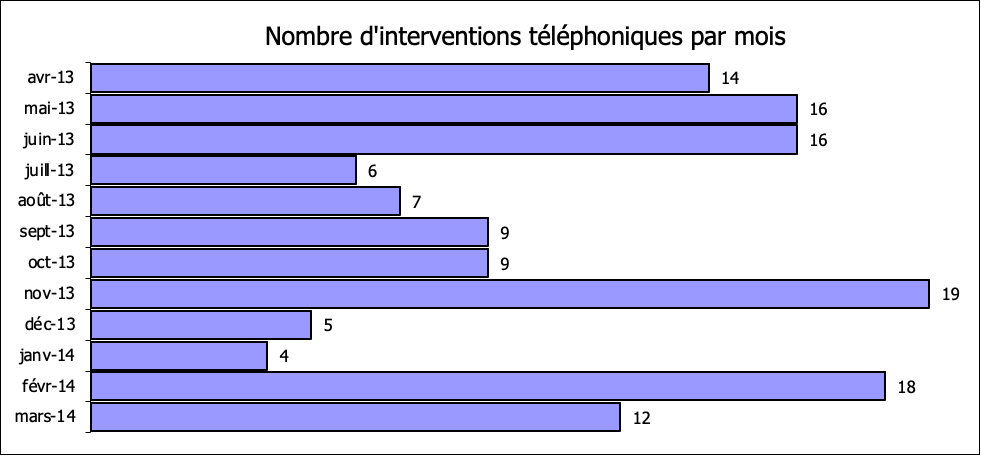 Nombre d'interventions téléphoniques par mois
avr-13 14
mai-13 16
juin-13 16
juill-13 6
août-13 7
sept-13 9
oct-13 9
nov-13 19
déc-13 5
janv-14 4
févr-14 18
mars-14 12